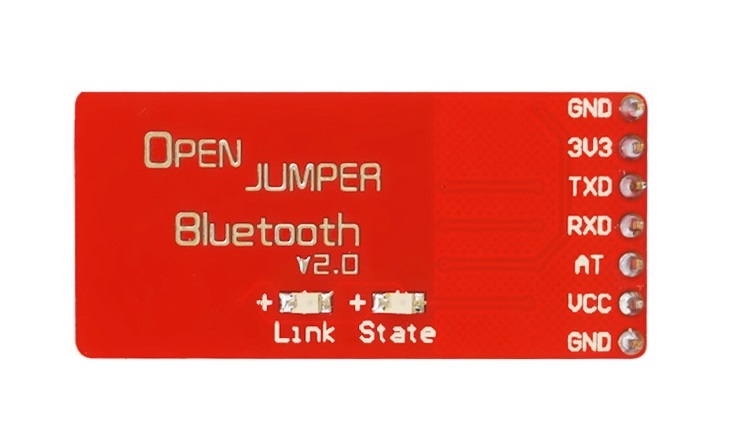 OPEN
JUMPER
Bluetooth
v2.0
+ +
Link State
GND
3V3
TXD
RXD
AT
VCC
GND